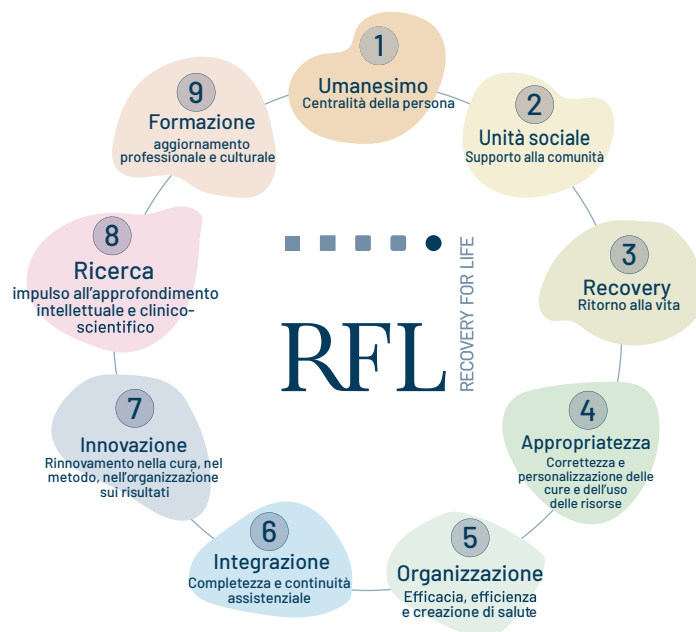 1
Umanesimo
Centralità della persona
2
Unità sociale
Supporto alla comunità
3
Recovery
Ritorno alla vita
4
Appropriatezza
Correttezza e
personalizzazione delle
cure e dell'uso
delle risorse
5
Organizzazione
Efficacia, efficienza
e creazione di salute
6
Integrazione
Completezza e continuità
assistenziale
7
Innovazione
Rinnovamento nella cura, nel
metodo, nell'organizzazione
sui risultati
8
Ricerca
impulso all'approfondimento
intellettuale e clinico-
scientifico
9
Formazione
aggiornamento
professionale e culturale
RFL
RECOVERY FOR LIFE